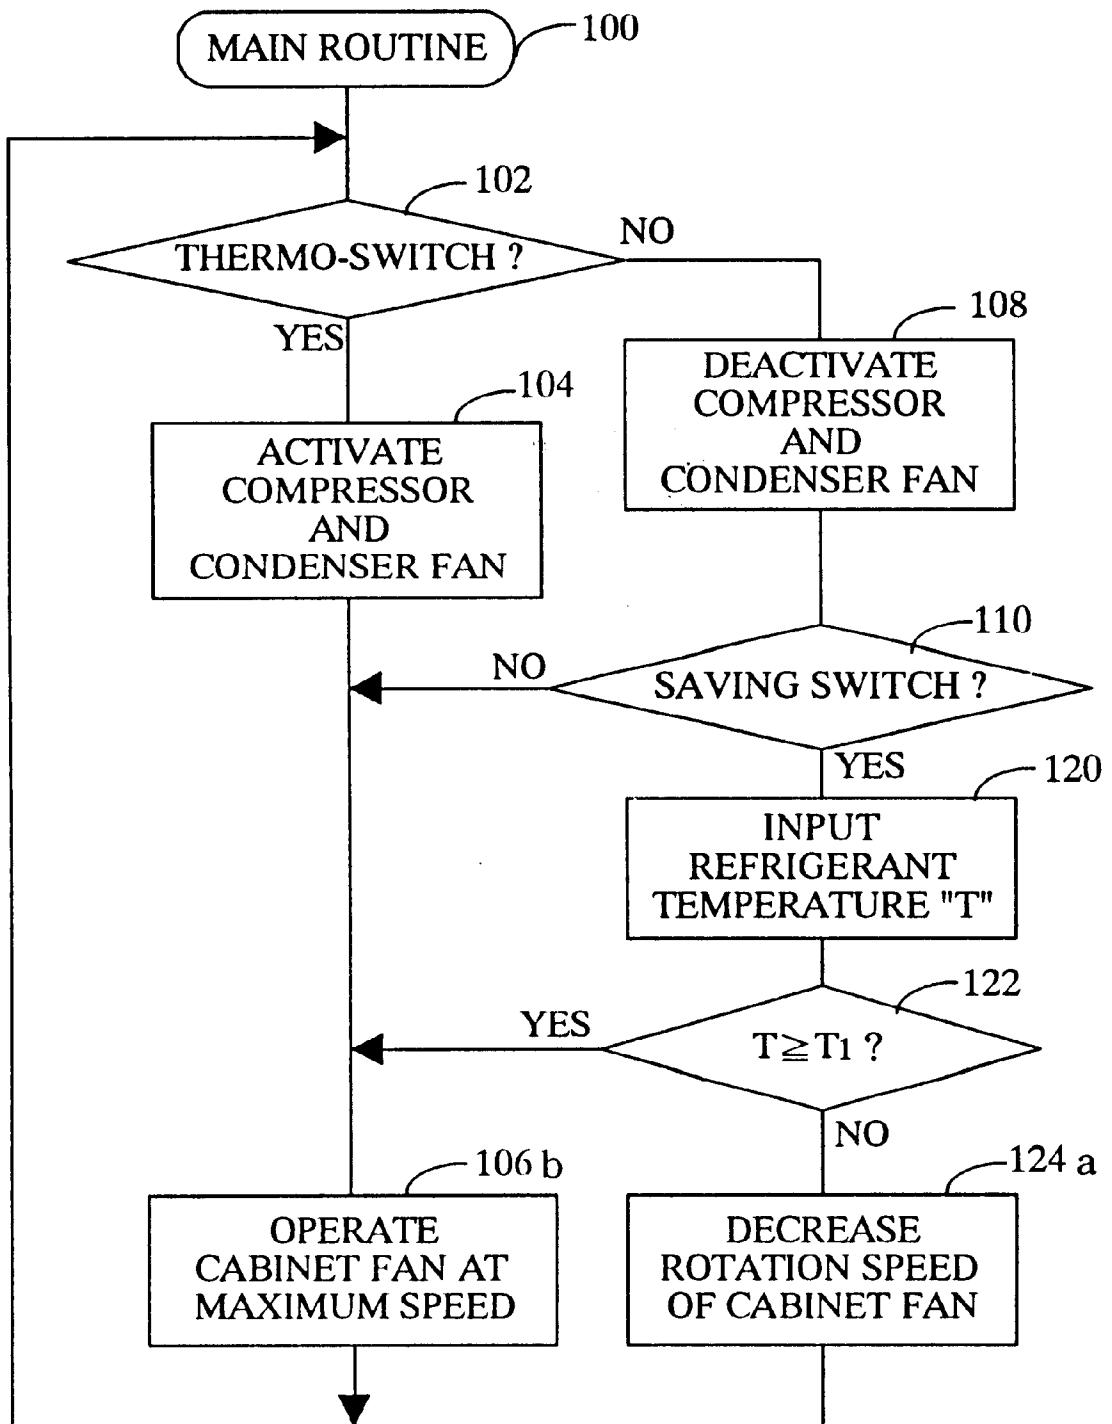 MAIN ROUTINE
100
102
THERMO-SWITCH ?
NO
YES
108
DEACTIVATE
COMPRESSOR
AND
CONDENSER FAN
104
ACTIVATE
COMPRESSOR
AND
CONDENSER FAN
110
NO
SAVING SWITCH ?
YES
120
INPUT
REFRIGERANT
TEMPERATURE "T"
122
YES
T≧T1 ?
NO
106 b
OPERATE
CABINET FAN AT
MAXIMUM SPEED
124 a
DECREASE
ROTATION SPEED
OF CABINET FAN